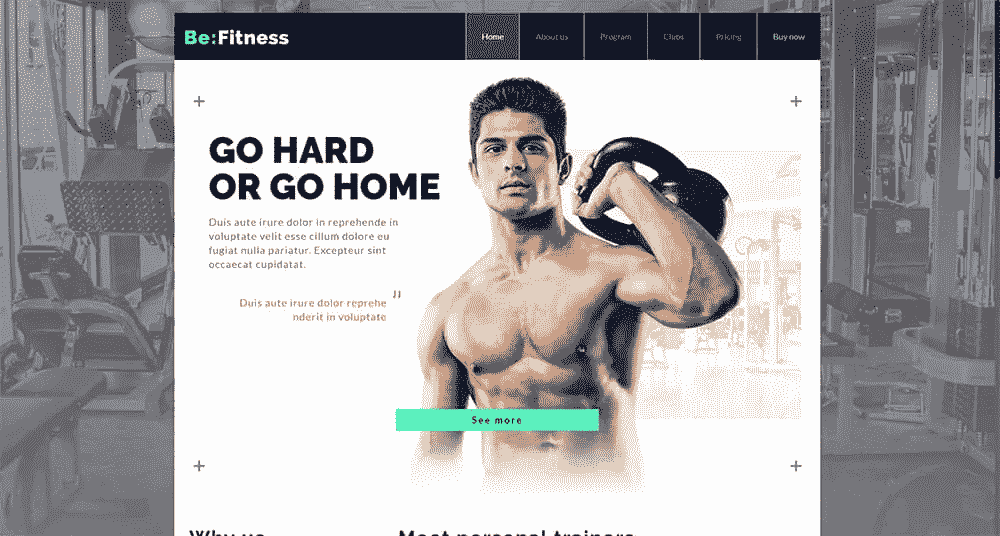 Be:Fitness
Home
About us
Program
Clubs
Pricing
Buy now
GO HARD
OR GO HOME
Duis aute irure dolor in reprehende in
voluptate velit esse cillum dolore eu
fugiat nulla pariatur. Excepteur sint
occaecat cupidatat.
"
Duis aute irure dolor reprehe
nderit in voluptate
See more
Why us
Meet personal trainers